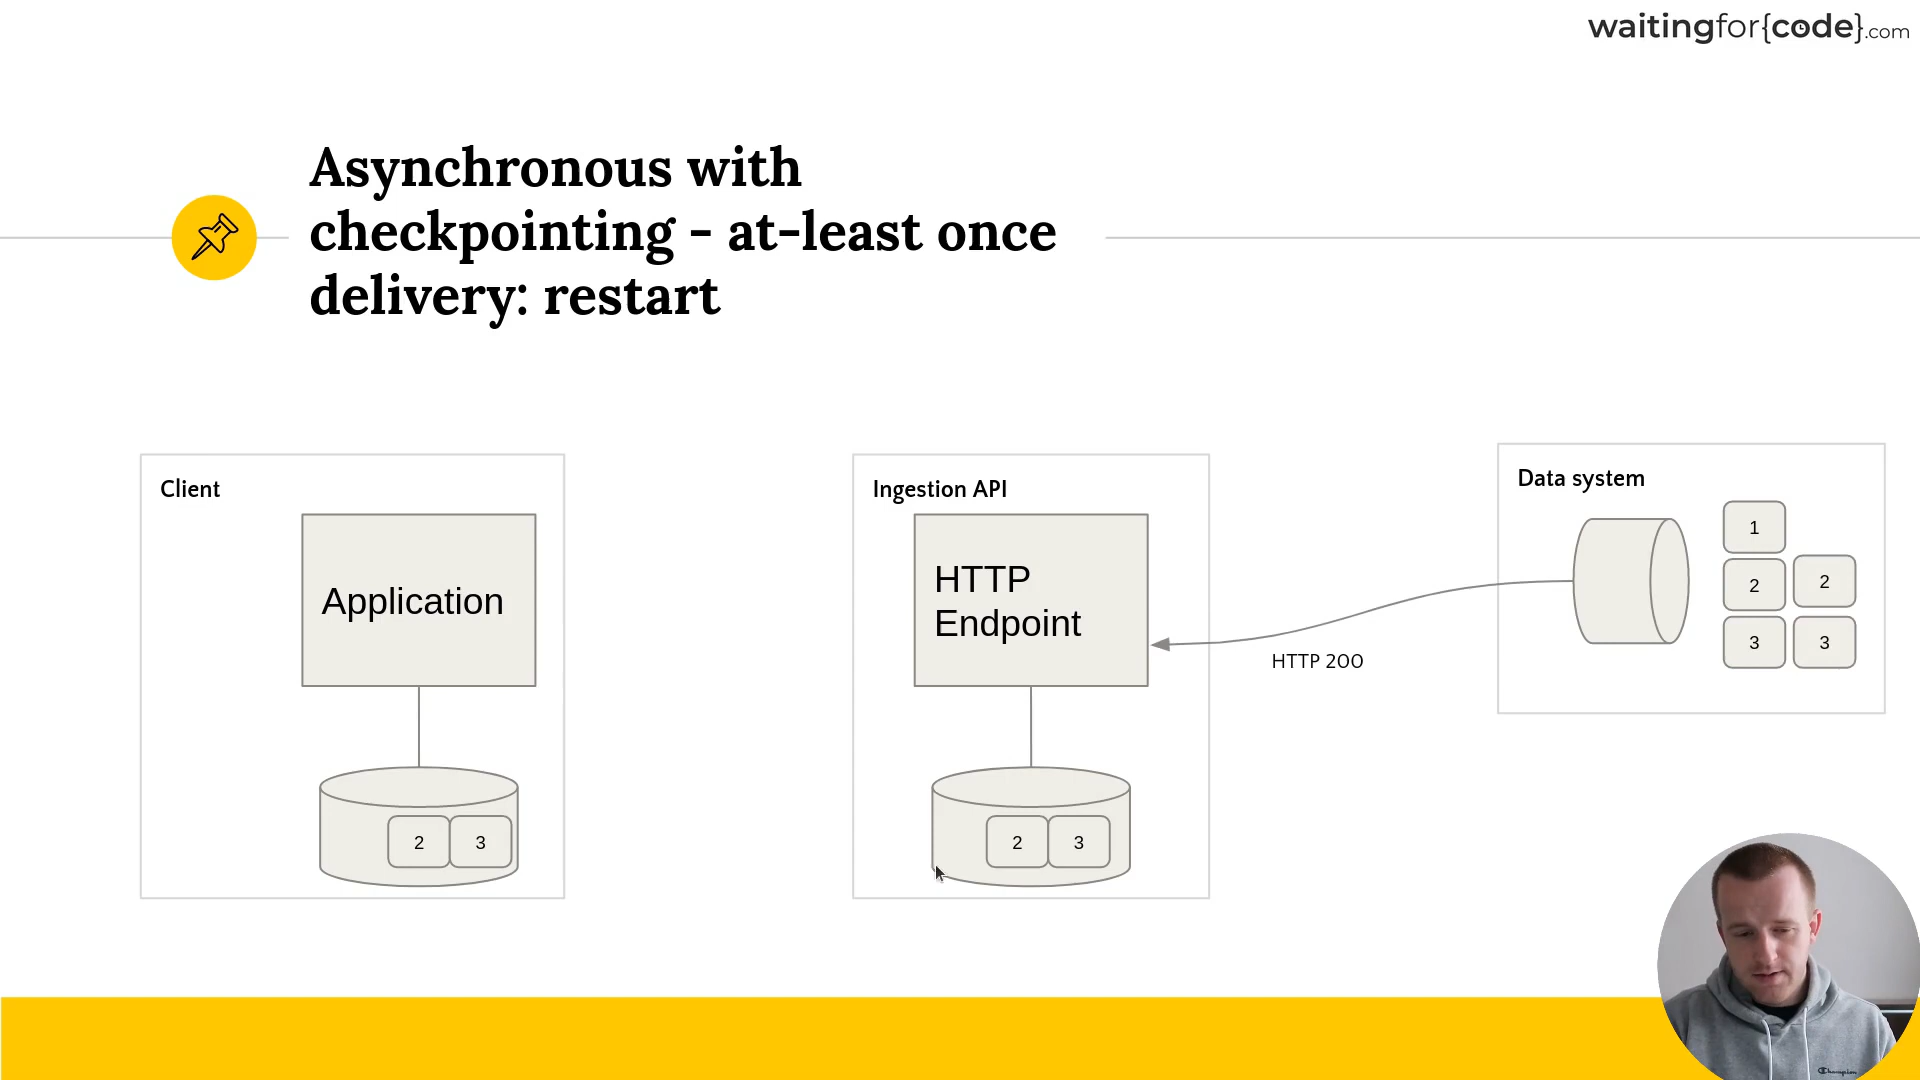 waitingfor{code}.com
Asynchronous with
checkpointing - at-least once
delivery: restart
Client
Application
2
3
Ingestion API
HTTP
Endpoint
2
3
HTTP 200
Data system
1
2
2
3
3
Champion